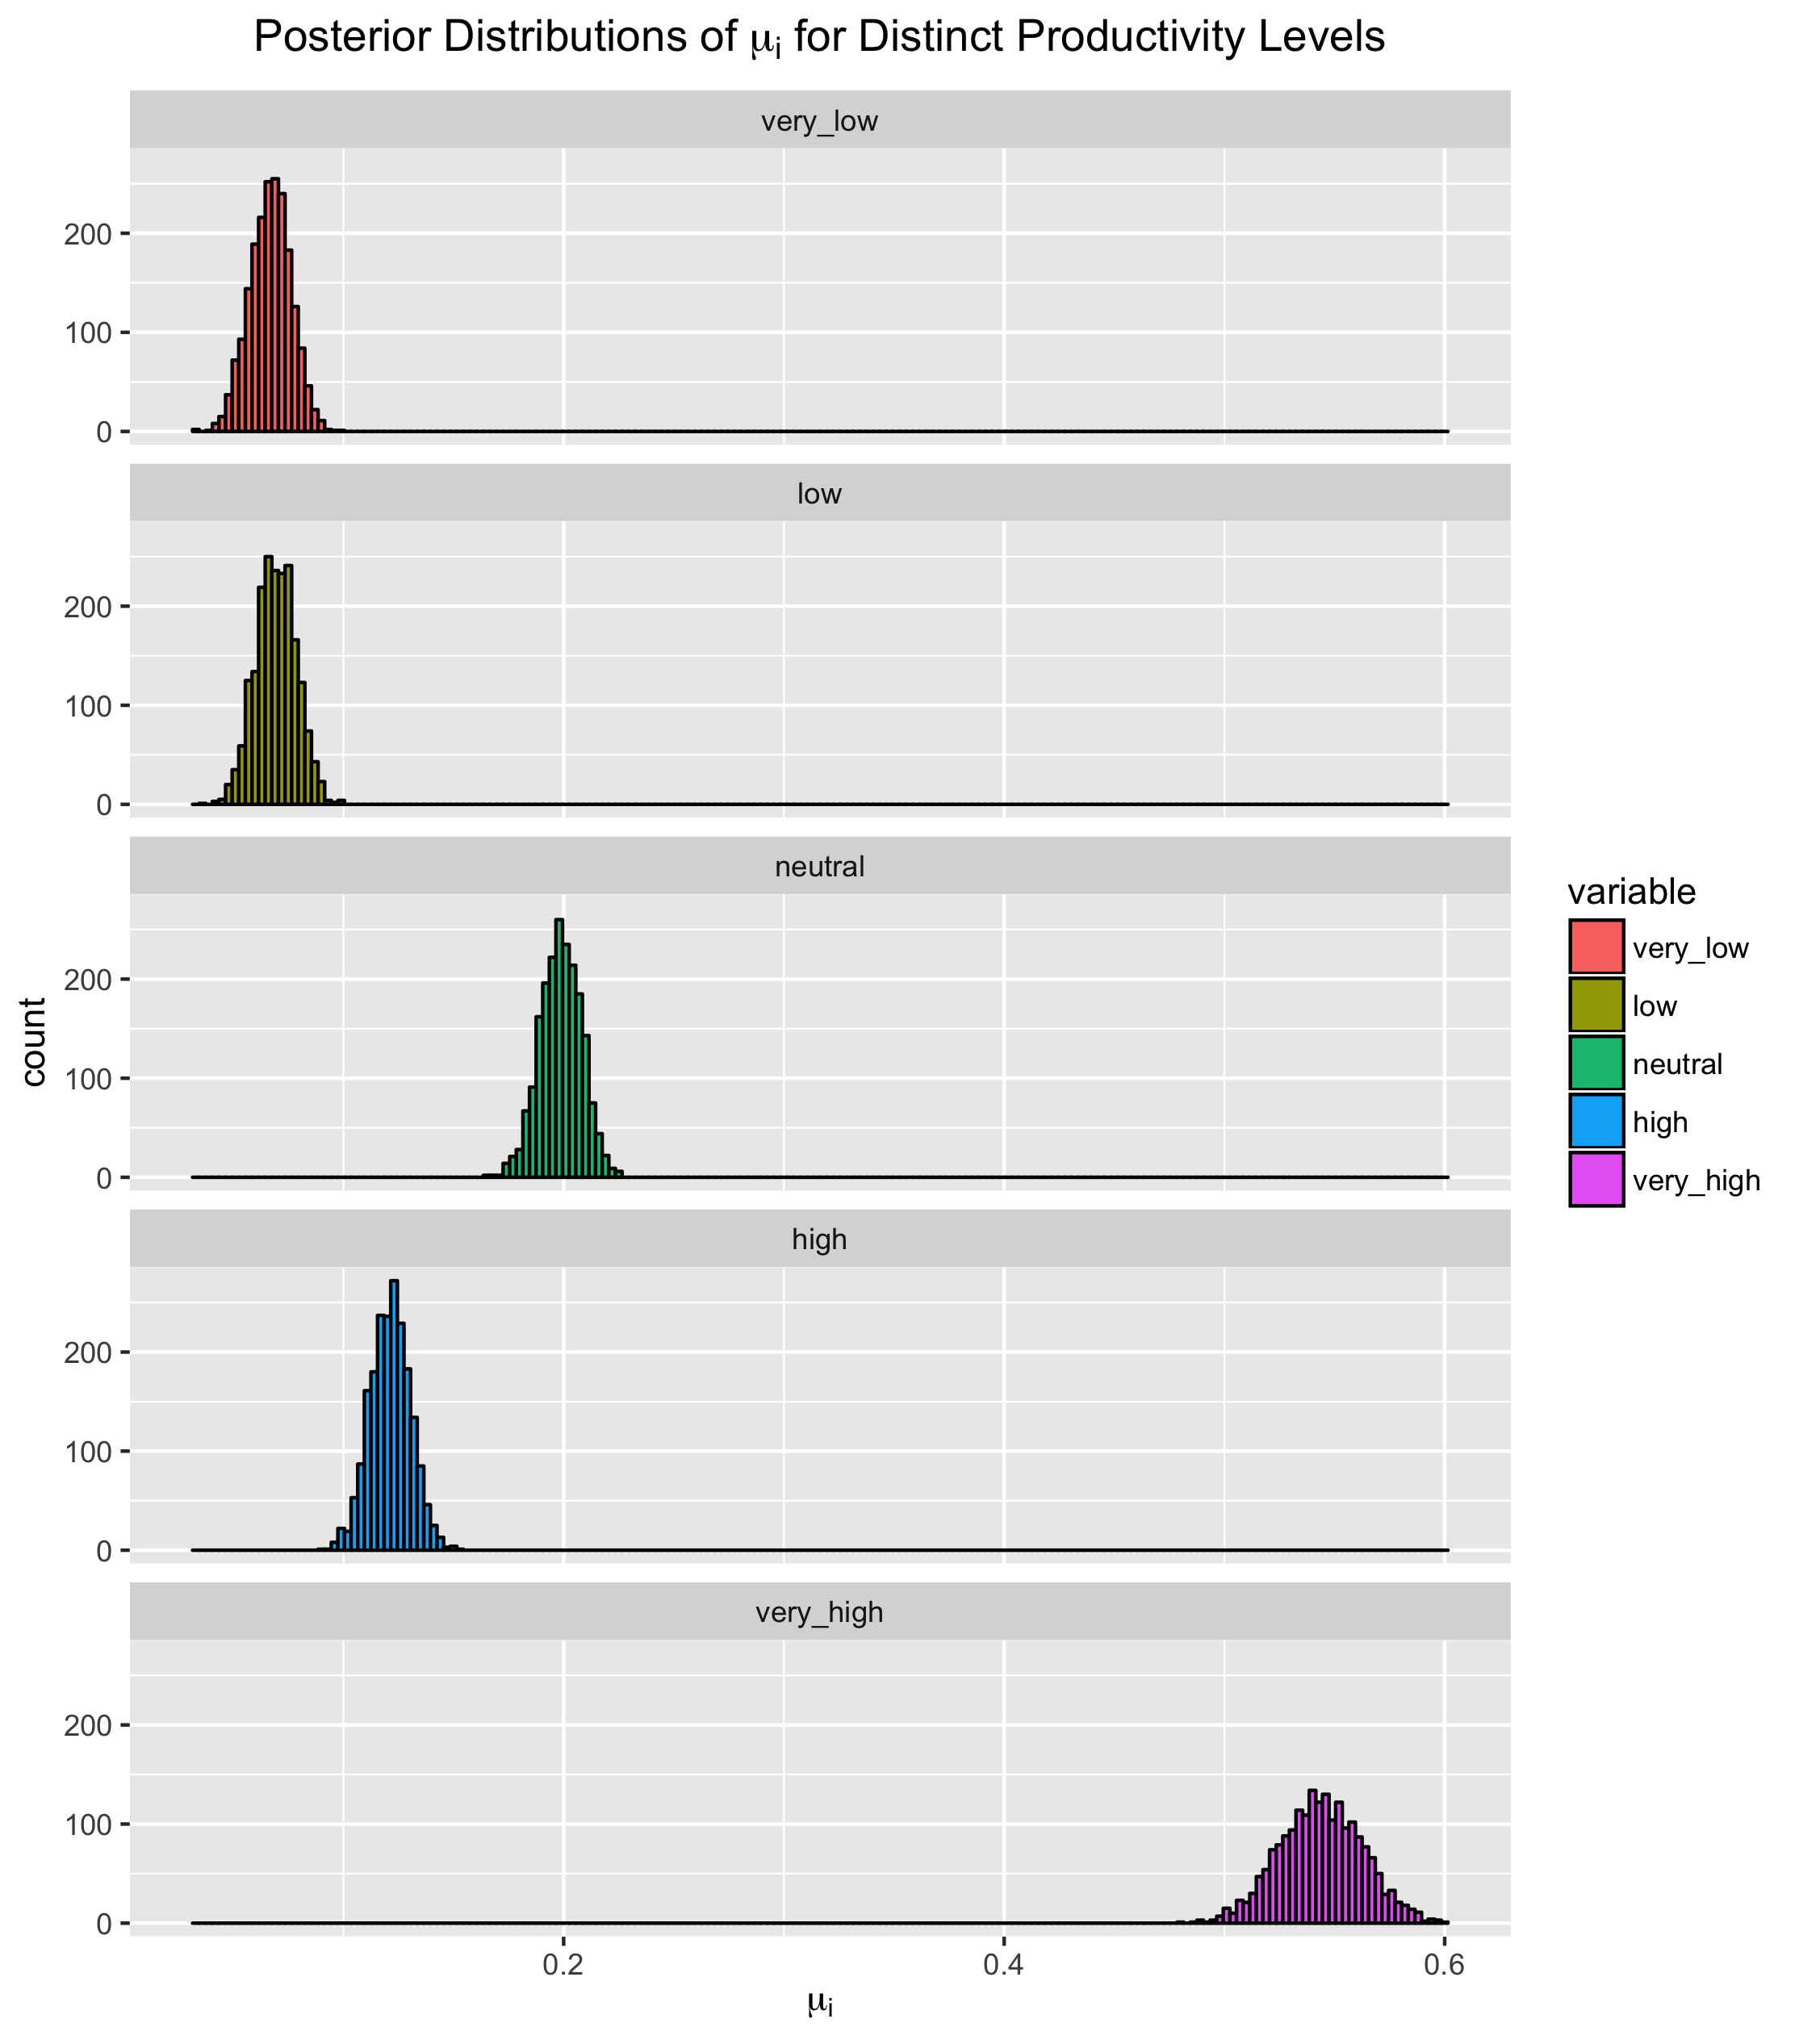 Posterior Distributions of μi for Distinct Productivity Levels
very_low
200
100
0
low
200
100
0
neutral
200
100
0
high
200
100
0
very_high
200
100
0
0.2 0.4 0.6
μi
count
variable
very_low
low
neutral
high
very_high